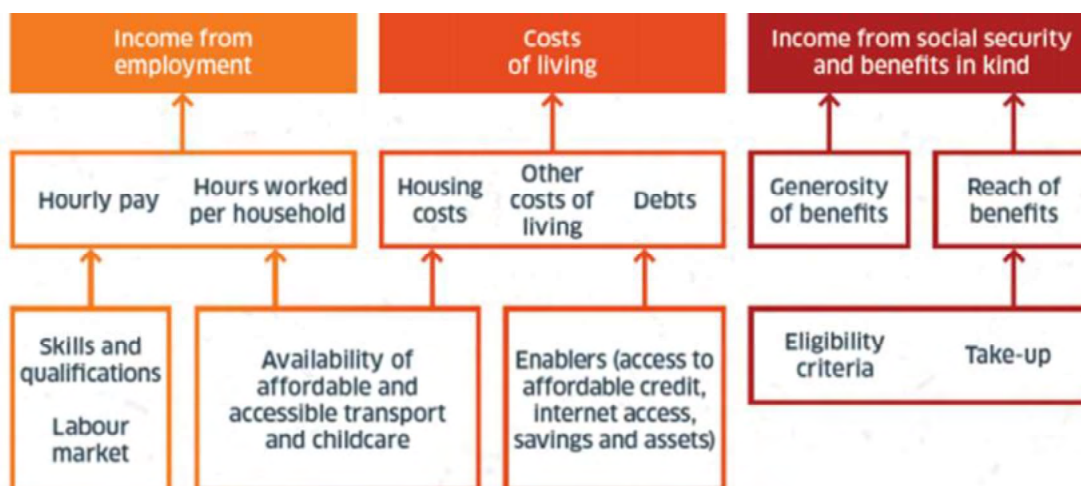 Income from
employment
Costs
of living
Income from social security
and benefits in kind
Hourly pay
Hours worked
per household
Housing
costs
Other
costs of
living
Debts
Generosity
of benefits
Reach of
benefits
Skills and
qualifications
Labour
market
Availability of
affordable and
accessible transport
and childcare
Enablers (access to
affordable credit,
internet access,
savings and assets)
Eligibility
criteria
Take-up